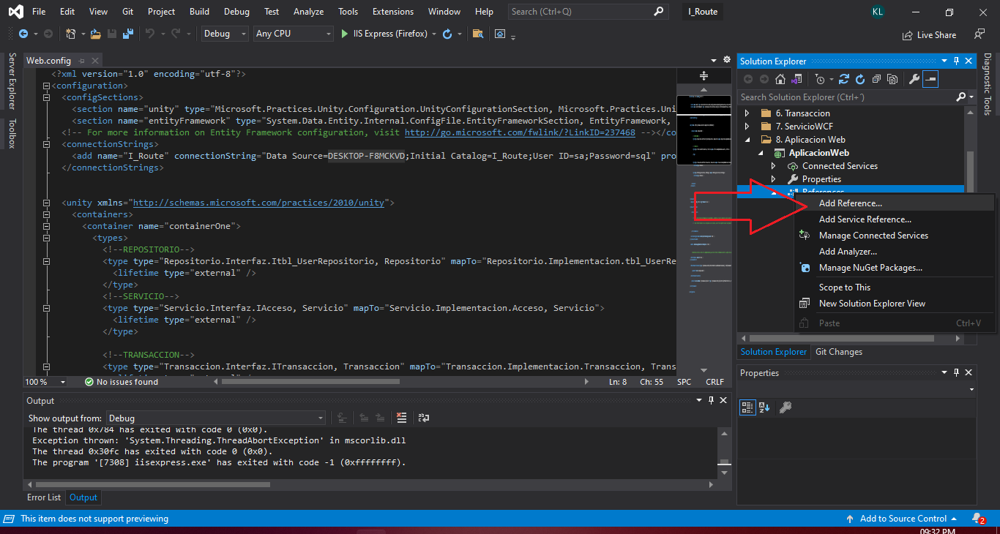 File Edit View Git Project Build Debug Test Analyze Tools Extensions Window Help Search (Ctrl+Q) I_Route KL
Debug Any CPU IIS Express (Firefox) Live Share
Server Explorer
Toolbox
Web.config
<?xml version="1.0" encoding="utf-8"?>
<configuration>
<configSections>
<section name="unity" type="Microsoft.Practices.Unity.Configuration.UnityConfigurationSection, Microsoft.Practices.Uni
<section name="entityFramework" type="System.Data.Entity.Internal.ConfigFile.EntityFrameworkSection, EntityFramework,
<!-- For more information on Entity Framework configuration, visit http://go.microsoft.com/fwlink/?LinkID=237468 --></co
<connectionStrings>
<add name="I_Route" connectionString="Data Source=DESKTOP-F8MCKVD;Initial Catalog=I_Route;User ID=sa;Password=sql" pro
</connectionStrings>
<unity xmlns="http://schemas.microsoft.com/practices/2010/unity">
<containers>
<container name="containerOne">
<types>
<!--REPOSITORIO-->
<type type="Repositorio.Interfaz.Itbl_UserRepositorio, Repositorio" mapTo="Repositorio.Implementacion.tbl_UserRe
<lifetime type="external" />
</type>
<!--SERVICIO-->
<type type="Servicio.Interfaz.IAcceso, Servicio" mapTo="Servicio.Implementacion.Acceso, Servicio">
<lifetime type="external" />
</type>
<!--TRANSACCION-->
<type type="Transaccion.Interfaz.ITransaccion, Transaccion" mapTo="Transaccion.Implementacion.Transaccion, Trans
100 % No issues found Ln: 8 Ch: 55 SPC CRLF
Output
Show output from: Debug
The thread 0x784 has exited with code 0 (0x0).
Exception thrown: 'System.Threading.ThreadAbortException' in mscorlib.dll
The thread 0x30fc has exited with code 0 (0x0).
The program '[7308] iisexpress.exe' has exited with code -1 (0xffffffff).
Error List Output
Solution Explorer
Search Solution Explorer (Ctrl+´)
6. Transaccion
7. ServicioWCF
8. Aplicacion Web
AplicacionWeb
Connected Services
Properties
References
Add Reference...
Add Service Reference...
Manage Connected Services
Add Analyzer...
Manage NuGet Packages...
Scope to This
New Solution Explorer View
Paste Ctrl+V
Solution Explorer Git Changes
Properties
Diagnostic Tools
This item does not support previewing Add to Source Control 2
09:32 PM